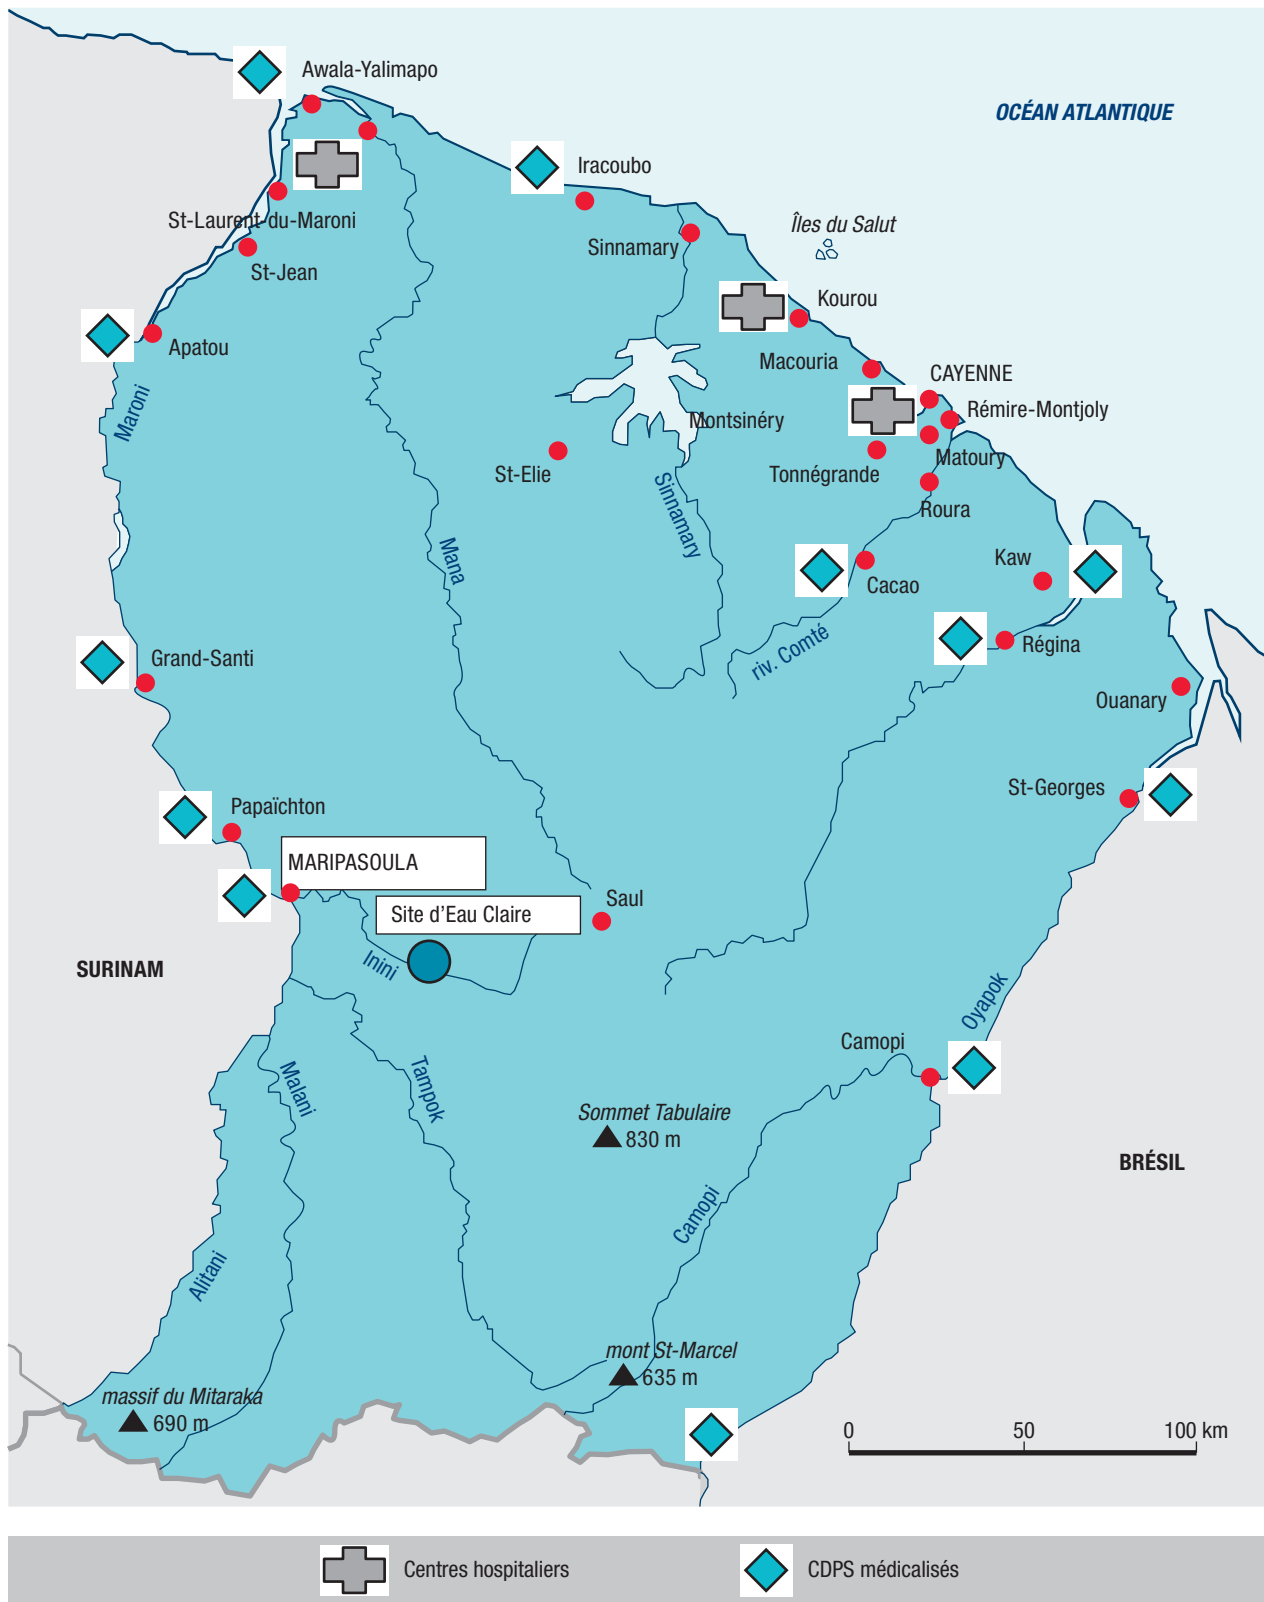 Awala-Yalimapo
OCÉAN ATLANTIQUE
Iracoubo
St-Laurent-du-Maroni
Îles du Salut
Sinnamary
St-Jean
Kourou
Apatou
Macouria
CAYENNE
Maroni
Rémire-Montjoly
Montsinéry
Matoury
St-Elie
Tonnégrande
Sinnamary
Roura
Mana
Kaw
Cacao
riv. Comté
Régina
Grand-Santi
Ouanary
St-Georges
Papaïchton
MARIPASOULA
Saul
Site d'Eau Claire
Inini
SURINAM
Oyapok
Camopi
Malani
Tampok
Sommet Tabulaire
830 m
BRÉSIL
Camopi
Alitani
mont St-Marcel
635 m
massif du Mitaraka
690 m
0 50 100 km
Centres hospitaliers
CDPS médicalisés